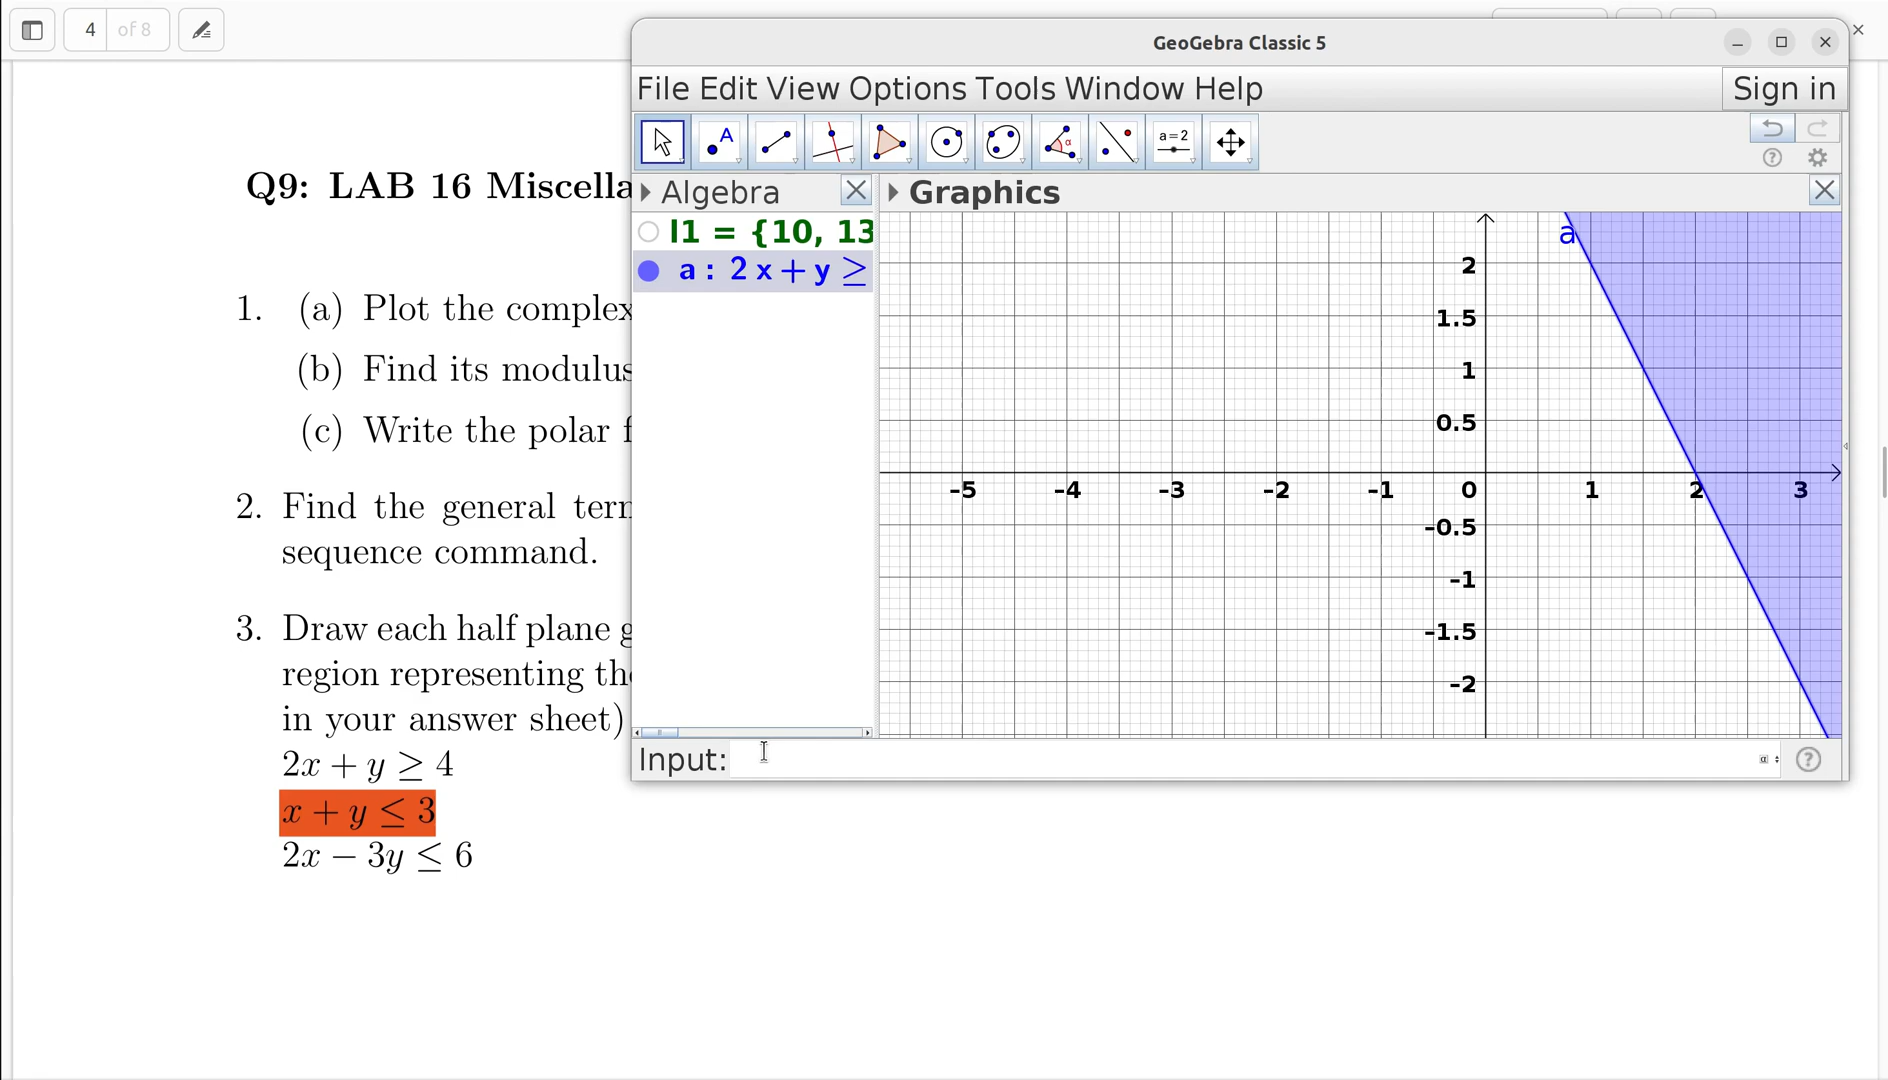 4 of 8
Q9: LAB 16 Miscella
1. (a) Plot the complex
(b) Find its modulus
(c) Write the polar f
2. Find the general term
sequence command.
3. Draw each half plane g
region representing the
in your answer sheet)
2x + y ≥ 4
x + y ≤ 3
2x − 3y ≤ 6
GeoGebra Classic 5
File Edit View Options Tools Window Help
Sign in
A
α
a=2
Algebra
Graphics
l1 = {10, 13
a : 2 x + y ≥
a
2
1.5
1
0.5
-5 -4 -3 -2 -1 0 1 2 3
-0.5
-1
-1.5
-2
Input:
α